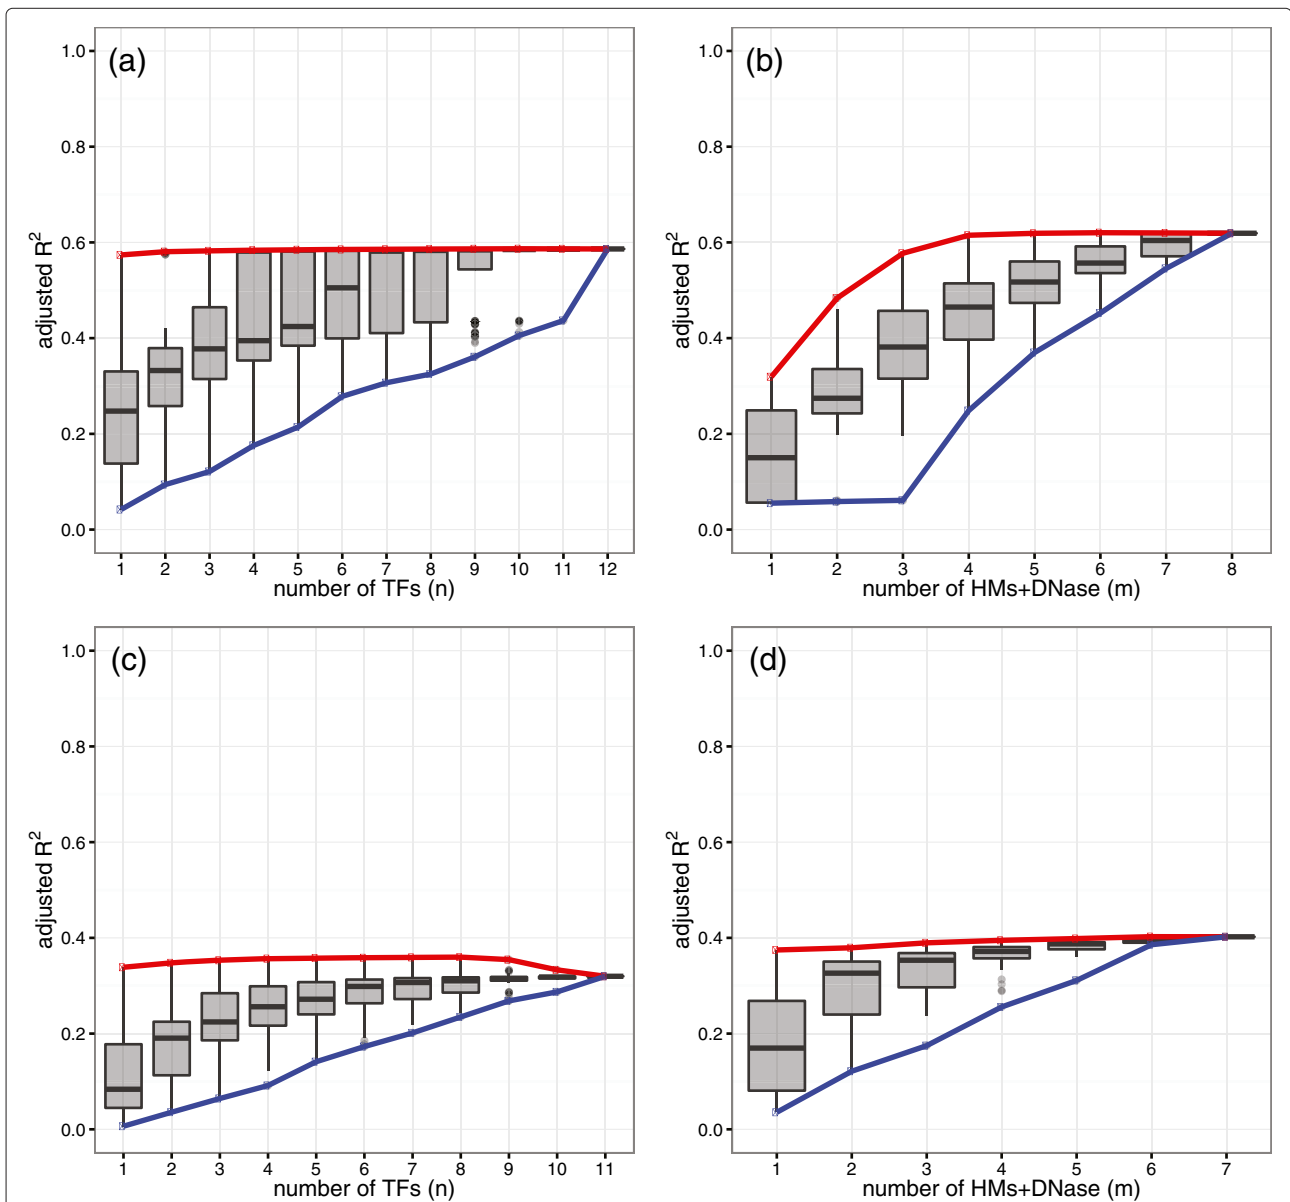 (a)
1.0
0.8
0.6
0.4
0.2
0.0
adjusted R²
1 2 3 4 5 6 7 8 9 10 11 12
number of TFs (n)
(b)
1.0
0.8
0.6
0.4
0.2
0.0
adjusted R²
1 2 3 4 5 6 7 8
number of HMs+DNase (m)
(c)
1.0
0.8
0.6
0.4
0.2
0.0
adjusted R²
1 2 3 4 5 6 7 8 9 10 11
number of TFs (n)
(d)
1.0
0.8
0.6
0.4
0.2
0.0
adjusted R²
1 2 3 4 5 6 7
number of HMs+DNase (m)